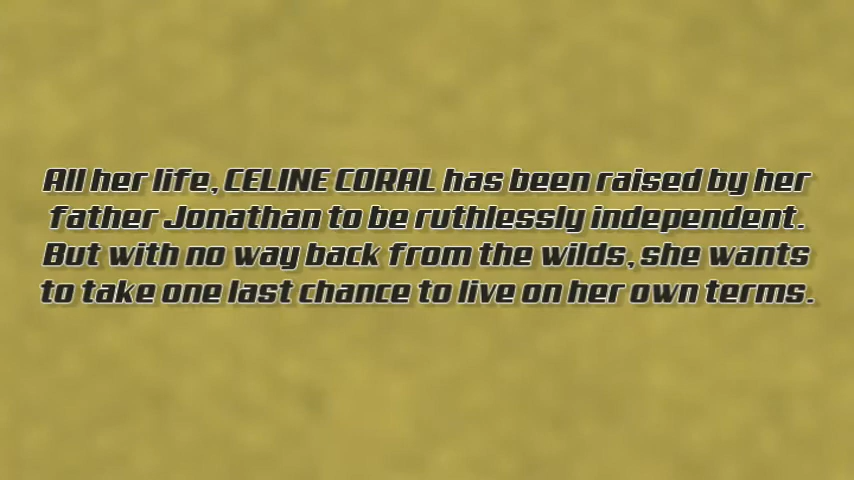 All her life, CELINE CORAL has been raised by her
father Jonathan to be ruthlessly independent.
But with no way back from the wilds, she wants
to take one last chance to live on her own terms.